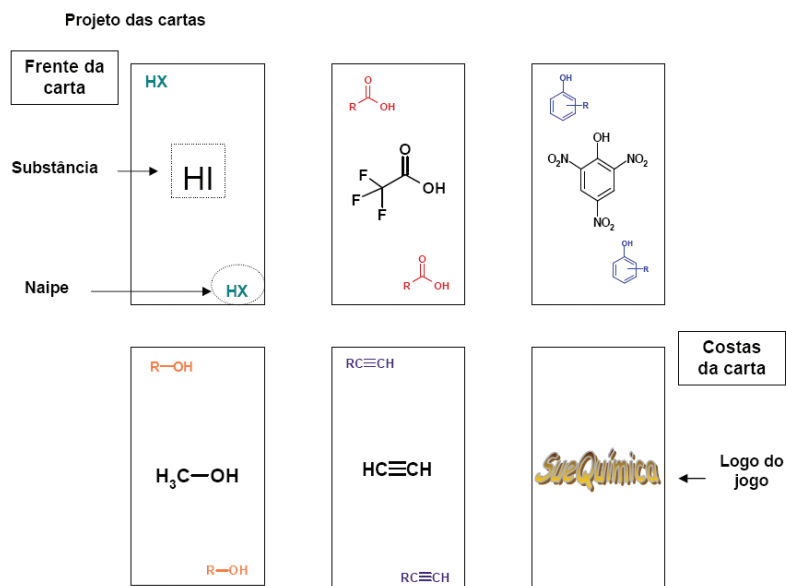 Projeto das cartas
Frente da
carta
HX
Substância
HI
Naipe
HX
O
R
OH
O
F
OH
F
F
O
R
OH
OH
R
OH
O₂N
NO₂
NO₂
OH
R
R—OH
H₃C—OH
R—OH
RC≡CH
HC≡CH
RC≡CH
Costas
da carta
SueQuímica
Logo do
jogo